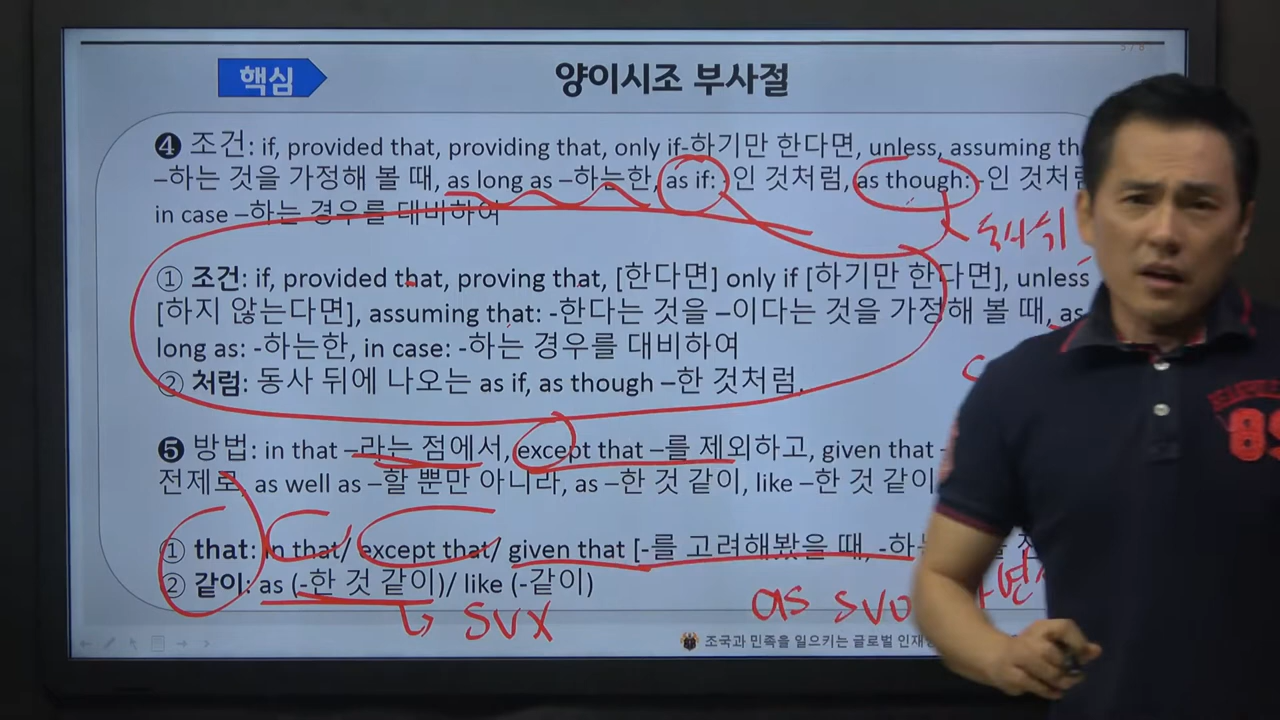 5 / 8
핵심
양이시조 부사절
❹ 조건: if, provided that, providing that, only if-하기만 한다면, unless, assuming
–하는 것을 가정해 볼 때, as long as –하는한, as if: -인 것처럼, as though: -인 것처럼
in case –하는 경우를 대비하여
동사 뒤
① 조건: if, provided that, proving that, [한다면] only if [하기만 한다면], unless
[하지 않는다면], assuming that: -한다는 것을 –이다는 것을 가정해 볼 때, as
long as: -하는한, in case: -하는 경우를 대비하여
② 처럼: 동사 뒤에 나오는 as if, as though –한 것처럼.
❺ 방법: in that –라는 점에서, except that –를 제외하고, given that
전제로, as well as –할 뿐만 아니라, as –한 것 같이, like –한 것 같이
① that: in that/ except that/ given that [-를 고려해봤을 때,
② 같이: as (-한 것 같이)/ like (-같이)
SVX
as SVO
조국과 민족을 일으키는 글로벌 인재